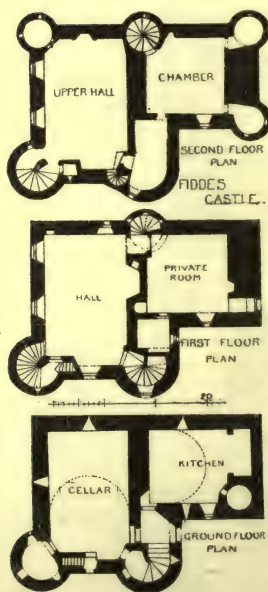 UPPER HALL
CHAMBER
SECOND FLOOR
PLAN
FIDDES
CASTLE.
HALL
PRIVATE
ROOM
FIRST FLOOR
PLAN
20
CELLAR
KITCHEN
GROUND FLOOR
PLAN